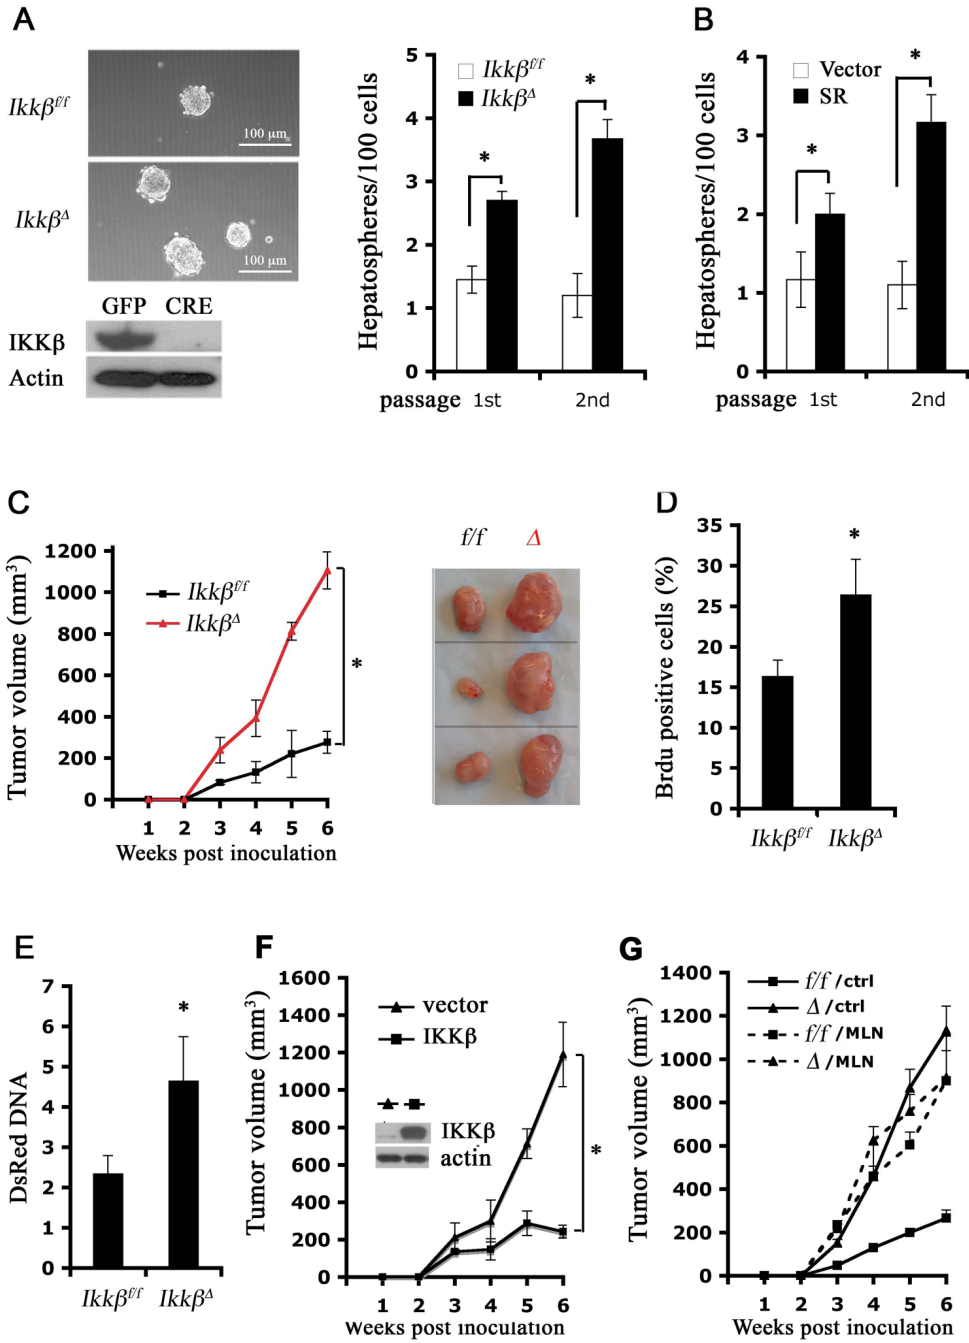 A
Ikkβf/f
100 μm
IkkβΔ
100 μm
GFP CRE
IKKβ
Actin
Hepatospheres/100 cells
5
4
3
2
1
0
Ikkβf/f
IkkβΔ
*
*
passage 1st 2nd
B
Hepatospheres/100 cells
4
3
2
1
0
Vector
SR
*
*
passage 1st 2nd
C
Tumor volume (mm3)
1200
1000
800
600
400
200
0
Ikkβf/f
IkkβΔ
*
1 2 3 4 5 6
Weeks post inoculation
f/f Δ
D
Brdu positive cells (%)
35
30
25
20
15
10
5
0
*
Ikkβf/f IkkβΔ
E
DsRed DNA
7
6
5
4
3
2
1
0
*
Ikkβf/f IkkβΔ
F
Tumor volume (mm3)
1600
1400
1200
1000
800
600
400
200
0
vector
IKKβ
IKKβ
actin
*
1 2 3 4 5 6
Weeks post inoculation
G
Tumor volume (mm3)
1400
1200
1000
800
600
400
200
0
f/f/ctrl
Δ/ctrl
f/f/MLN
Δ/MLN
1 2 3 4 5 6
Weeks post inoculation